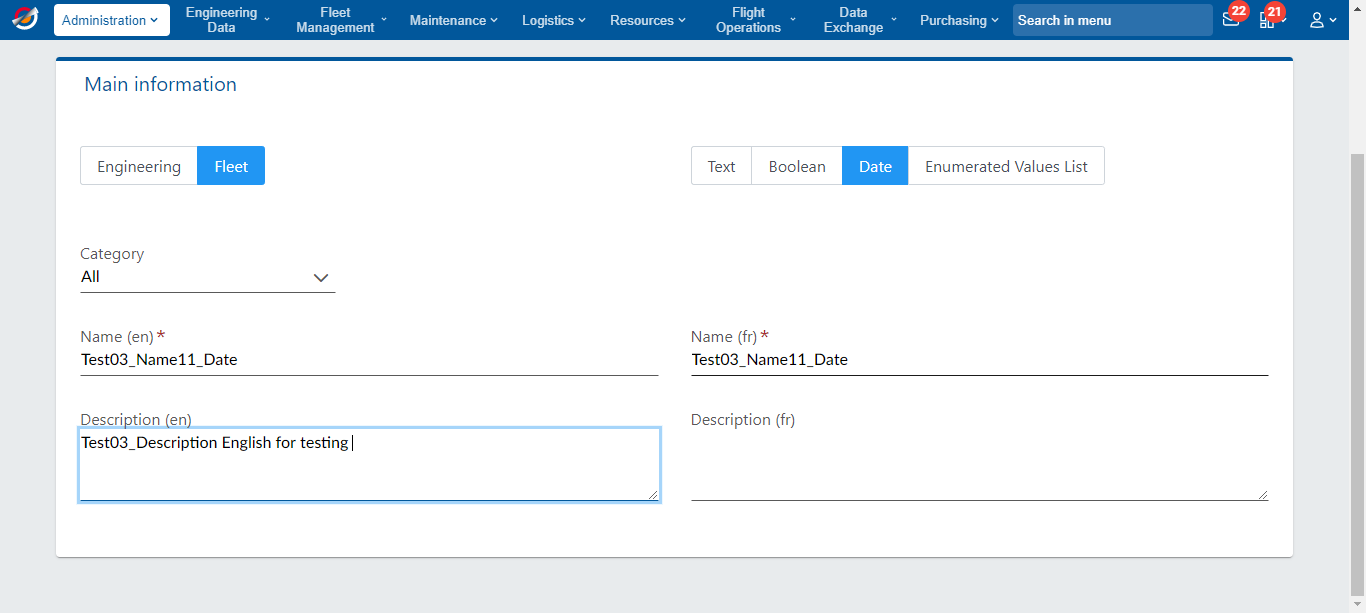 Administration
Engineering
Data
Fleet
Management
Maintenance
Logistics
Resources
Flight
Operations
Data
Exchange
Purchasing
Search in menu
22
21
Main information
Engineering Fleet
Text Boolean Date Enumerated Values List
Category
All
Name (en) *
Test03_Name11_Date
Name (fr) *
Test03_Name11_Date
Description (en)
Test03_Description English for testing
Description (fr)